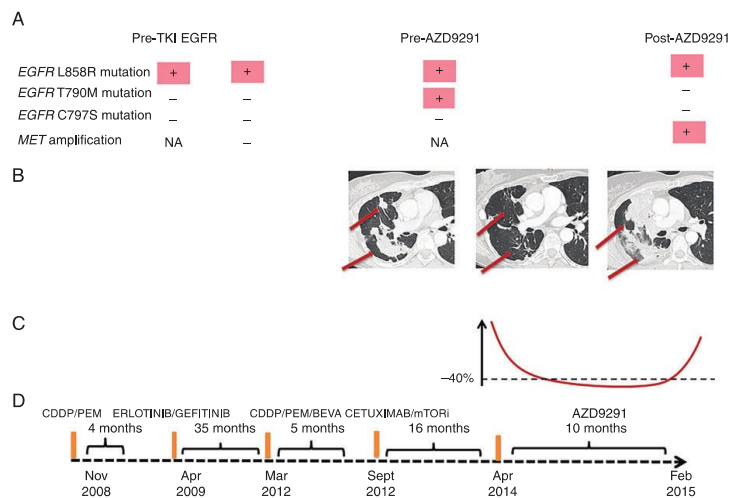 A
Pre-TKI EGFR Pre-AZD9291 Post-AZD9291
EGFR L858R mutation + + + +
EGFR T790M mutation – – + –
EGFR C797S mutation – – – –
MET amplification NA – NA +
B
C
–40%
D
CDDP/PEM ERLOTINIB/GEFITINIB CDDP/PEM/BEVA CETUXIMAB/mTORi AZD9291
4 months 35 months 5 months 16 months 10 months
Nov Apr Mar Sept Apr Feb
2008 2009 2012 2012 2014 2015